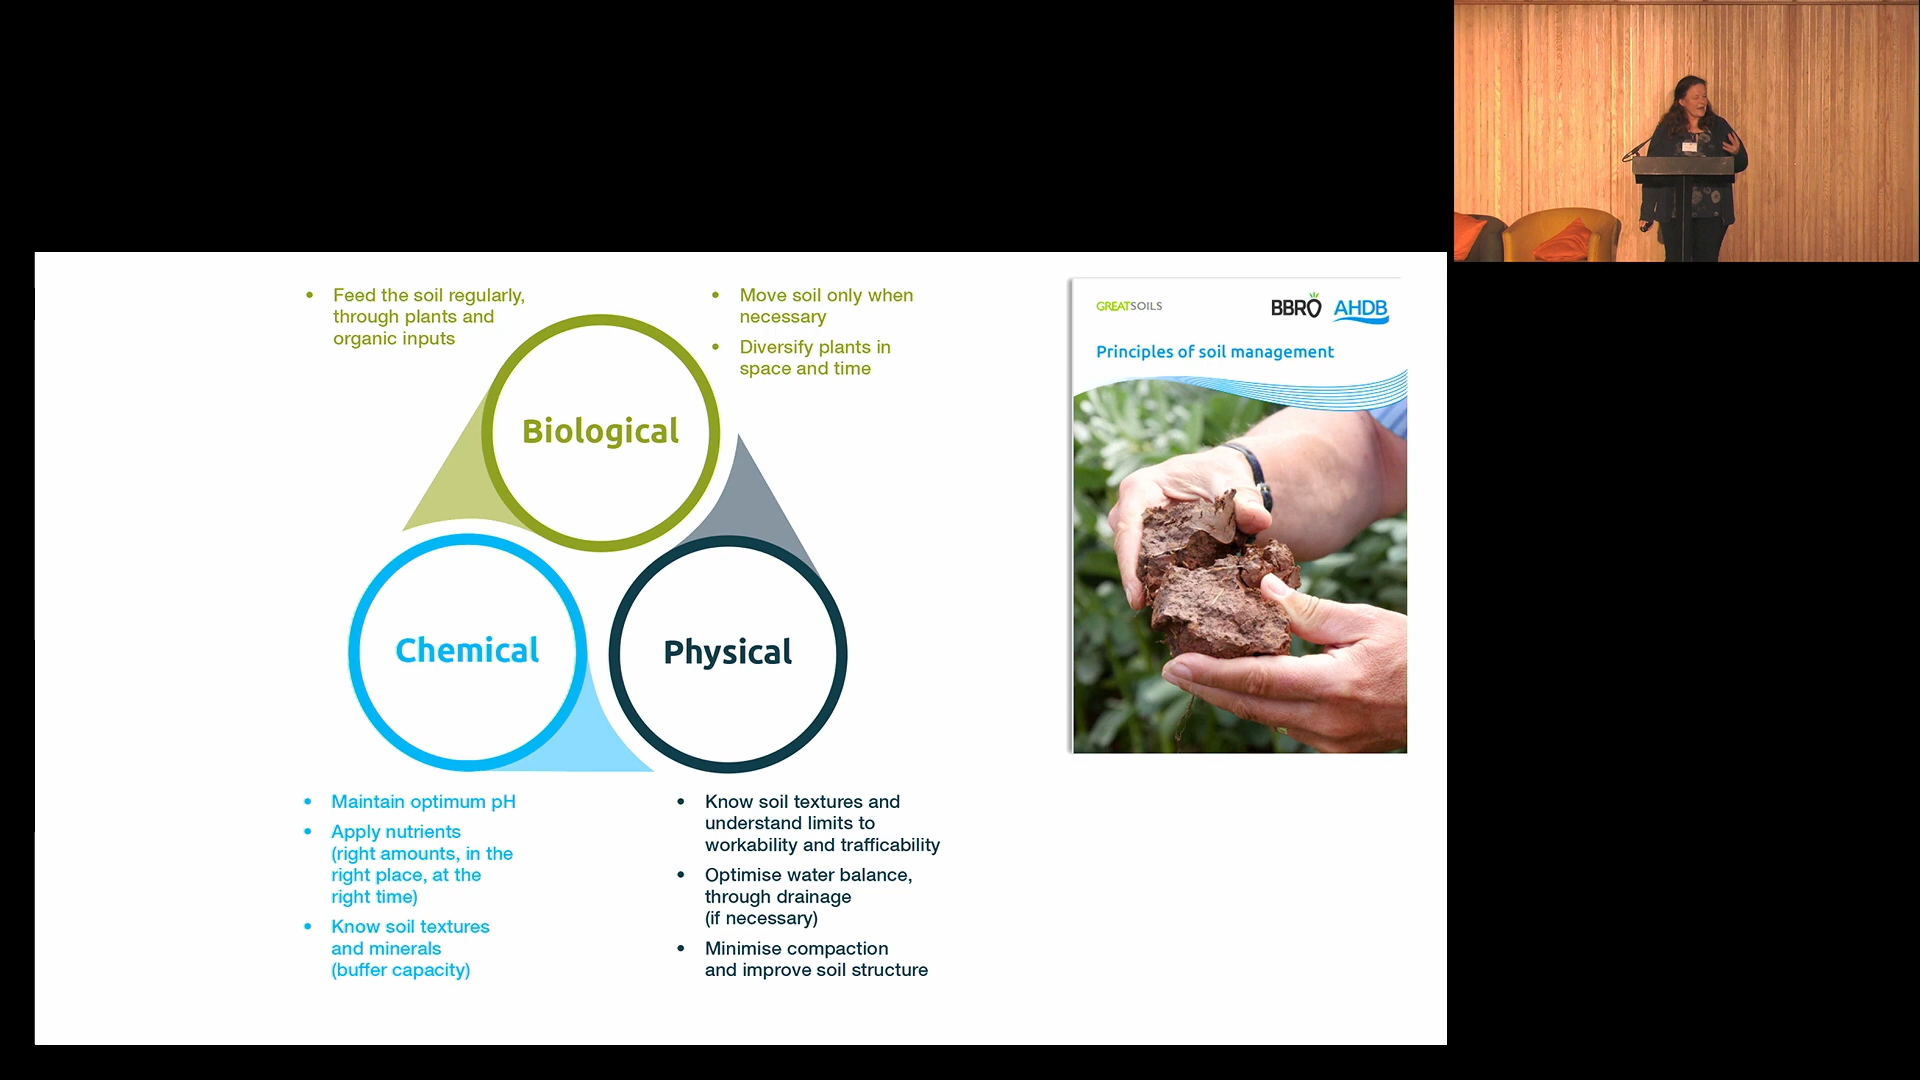 • Feed the soil regularly,
through plants and
organic inputs
• Move soil only when
necessary
• Diversify plants in
space and time
Biological
Chemical
Physical
• Maintain optimum pH
• Apply nutrients
(right amounts, in the
right place, at the
right time)
• Know soil textures
and minerals
(buffer capacity)
• Know soil textures and
understand limits to
workability and trafficability
• Optimise water balance,
through drainage
(if necessary)
• Minimise compaction
and improve soil structure
GREATSOILS
BBRO AHDB
Principles of soil management